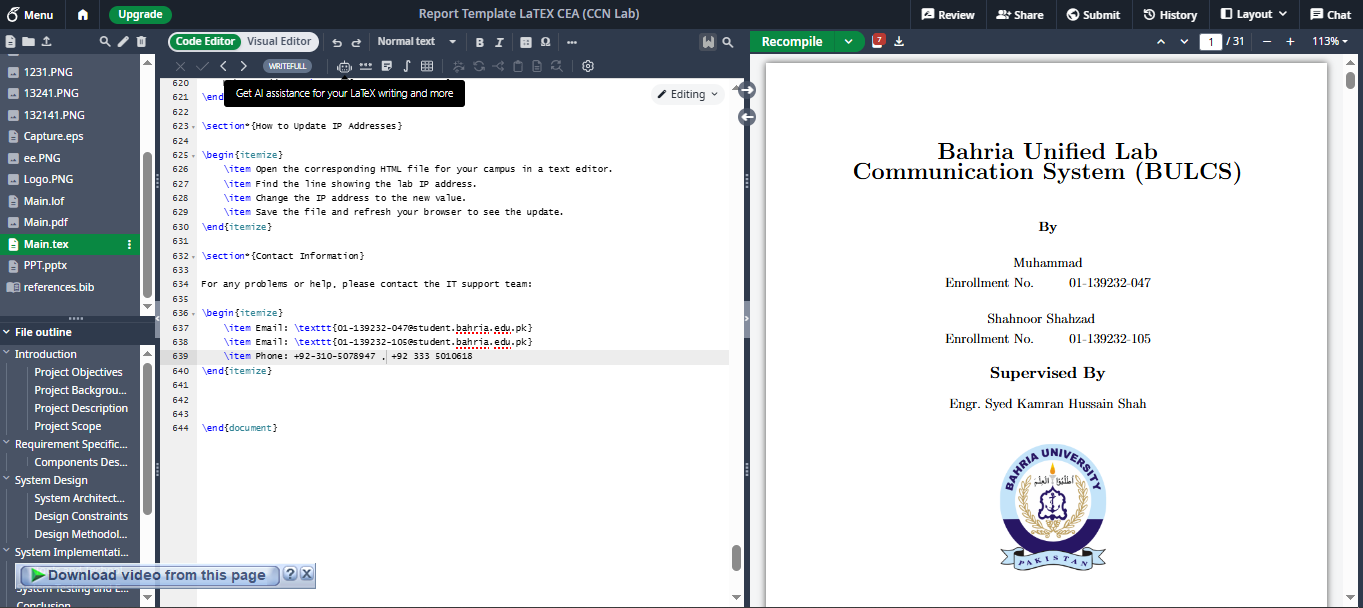 Menu
Upgrade
Report Template LaTEX CEA (CCN Lab)
Review
Share
Submit
History
Layout
Chat
Code Editor
Visual Editor
Normal text
B
I
Ω
W
Recompile
7
1 / 31
113%
WRITEFULL
Get AI assistance for your LaTeX writing and more
Editing
1231.PNG
13241.PNG
132141.PNG
Capture.eps
ee.PNG
Logo.PNG
Main.lof
Main.pdf
Main.tex
PPT.pptx
references.bib
File outline
Introduction
Project Objectives
Project Backgrou...
Project Description
Project Scope
Requirement Specific...
Components Des...
System Design
System Architect...
Design Constraints
Design Methodol...
System Implementati...
System Testing and E...
Conclusion
Download video from this page
? X
620
621 \end
622
623 \section*{How to Update IP Addresses}
624
625 \begin{itemize}
626 \item Open the corresponding HTML file for your campus in a text editor.
627 \item Find the line showing the lab IP address.
628 \item Change the IP address to the new value.
629 \item Save the file and refresh your browser to see the update.
630 \end{itemize}
631
632 \section*{Contact Information}
633
634 For any problems or help, please contact the IT support team:
635
636 \begin{itemize}
637 \item Email: \texttt{01-139232-047@student.bahria.edu.pk}
638 \item Email: \texttt{01-139232-105@student.bahria.edu.pk}
639 \item Phone: +92-310-5078947 , +92 333 5010618
640 \end{itemize}
641
642
643
644 \end{document}
Bahria Unified Lab
Communication System (BULCS)
By
Muhammad
Enrollment No. 01-139232-047
Shahnoor Shahzad
Enrollment No. 01-139232-105
Supervised By
Engr. Syed Kamran Hussain Shah
BAHRIA UNIVERSITY
PAKISTAN